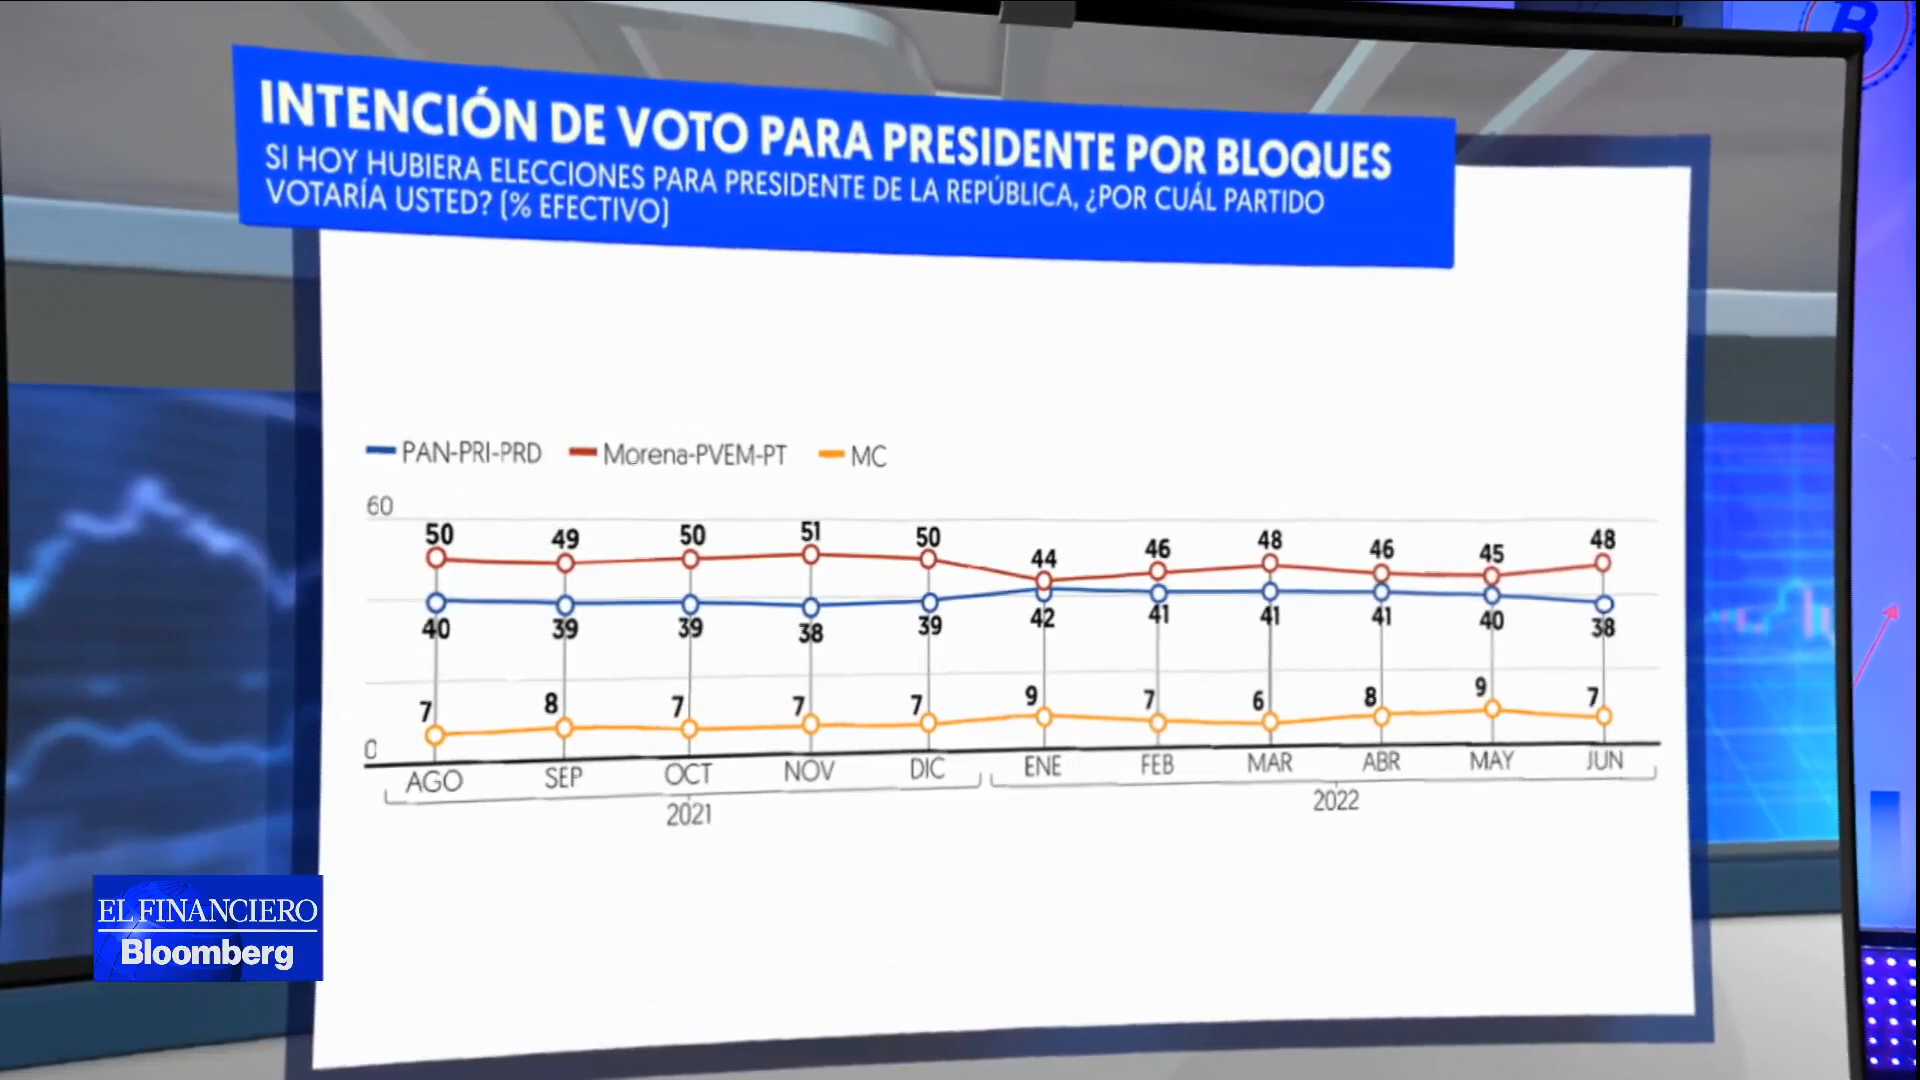 INTENCIÓN DE VOTO PARA PRESIDENTE POR BLOQUES
SI HOY HUBIERA ELECCIONES PARA PRESIDENTE DE LA REPÚBLICA, ¿POR CUÁL PARTIDO
VOTARÍA USTED? (% EFECTIVO)
PAN-PRI-PRD Morena-PVEM-PT MC
60
50 49 50 51 50 44 46 48 46 45 48
40 39 39 38 39 42 41 41 41 40 38
7 8 7 7 7 9 7 6 8 9 7
0
AGO SEP OCT NOV DIC ENE FEB MAR ABR MAY JUN
2021 2022
EL FINANCIERO
Bloomberg